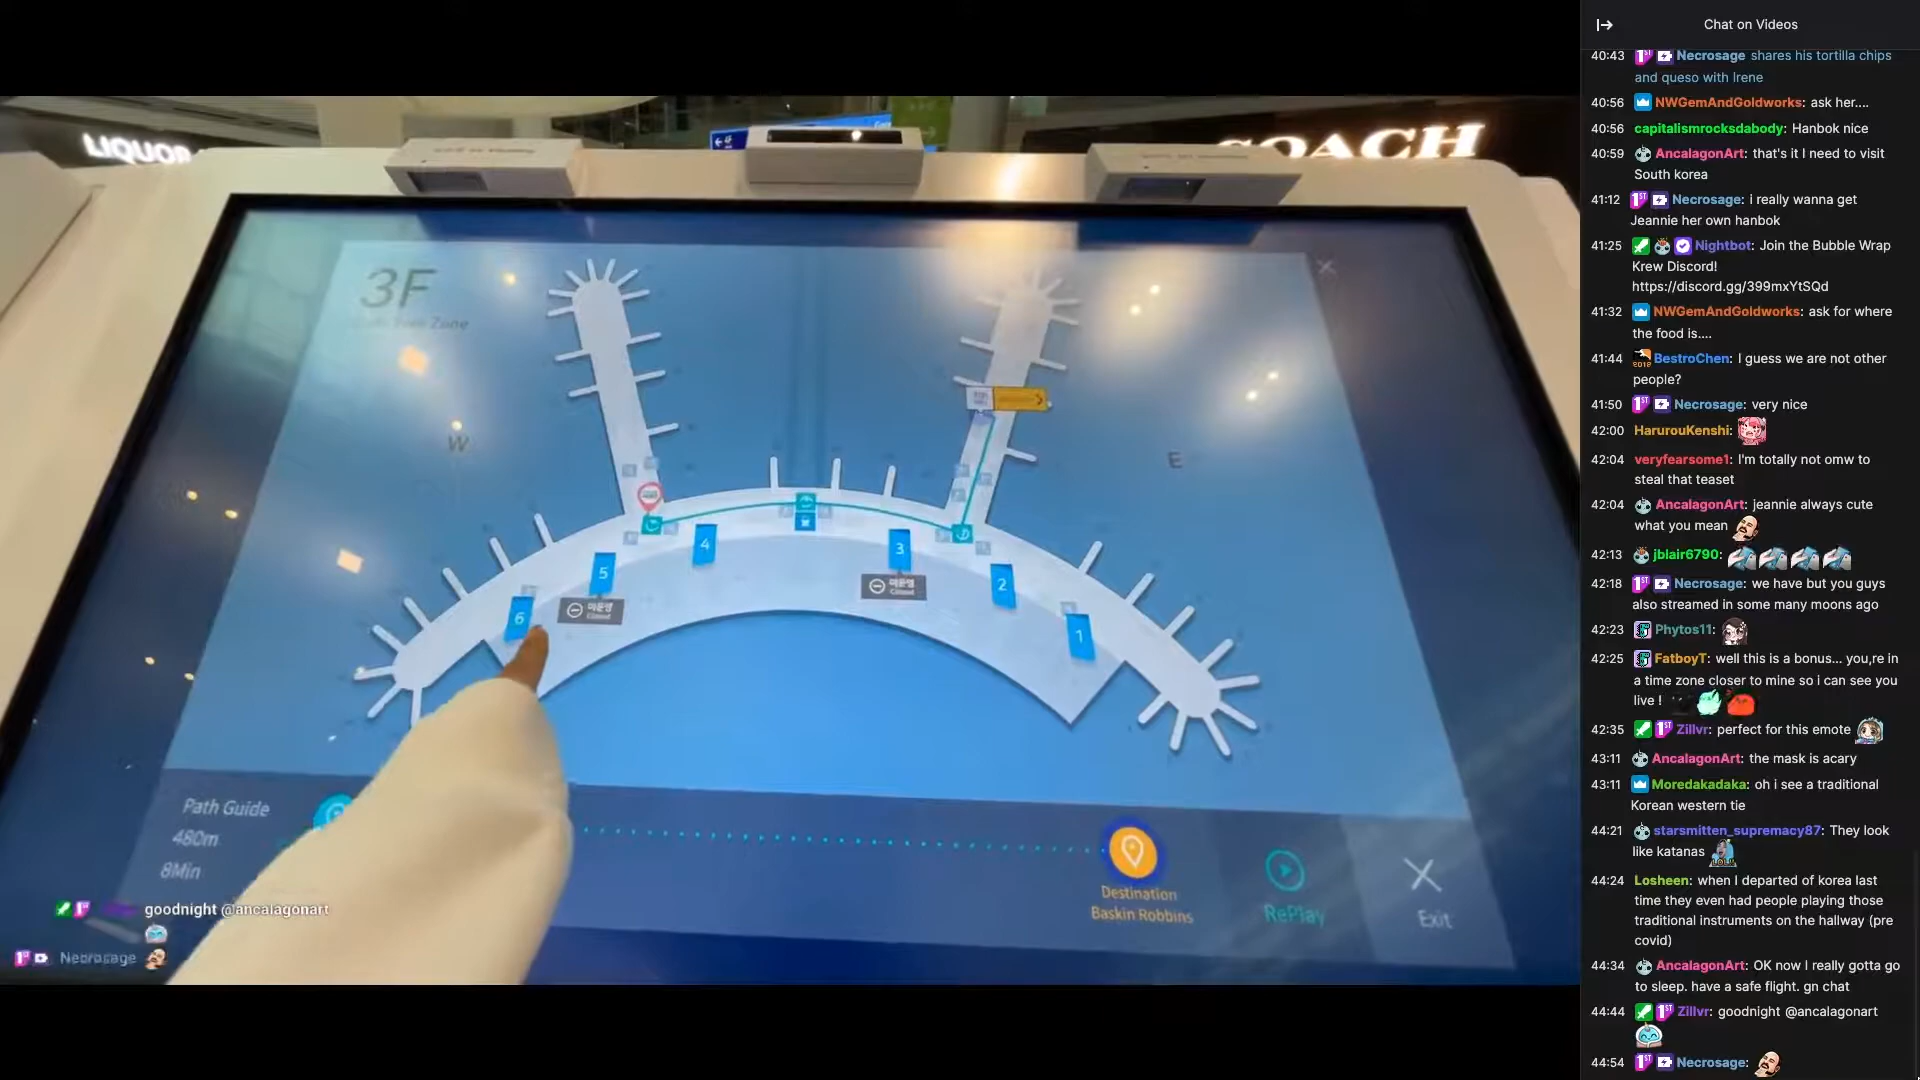 LIQUOR
COACH
3F
W
E
4
3
5
2
6
1
미운영
Closed
미운영
Closed
Path Guide
480m
8Min
Destination
Baskin Robbins
RePlay
Exit
goodnight @ancalagonart
Necrosage
Chat on Videos
40:43 Necrosage shares his tortilla chips
and queso with Irene
40:56 NWGemAndGoldworks: ask her....
40:56 capitalismrocksdabody: Hanbok nice
40:59 AncalagonArt: that's it I need to visit
South korea
41:12 Necrosage: i really wanna get
Jeannie her own hanbok
41:25 Nightbot: Join the Bubble Wrap
Krew Discord!
https://discord.gg/399mxYtSQd
41:32 NWGemAndGoldworks: ask for where
the food is....
41:44 BestroChen: I guess we are not other
people?
41:50 Necrosage: very nice
42:00 HarurouKenshi:
42:04 veryfearsome1: I'm totally not omw to
steal that teaset
42:04 AncalagonArt: jeannie always cute
what you mean
42:13 jblair6790:
42:18 Necrosage: we have but you guys
also streamed in some many moons ago
42:23 Phytos11:
42:25 FatboyT: well this is a bonus... you,re in
a time zone closer to mine so i can see you
live !
42:35 Zillvr: perfect for this emote
43:11 AncalagonArt: the mask is acary
43:11 Moredakadaka: oh i see a traditional
Korean western tie
44:21 starsmitten_supremacy87: They look
like katanas
44:24 Losheen: when I departed of korea last
time they even had people playing those
traditional instruments on the hallway (pre
covid)
44:34 AncalagonArt: OK now I really gotta go
to sleep. have a safe flight. gn chat
44:44 Zillvr: goodnight @ancalagonart
44:54 Necrosage: